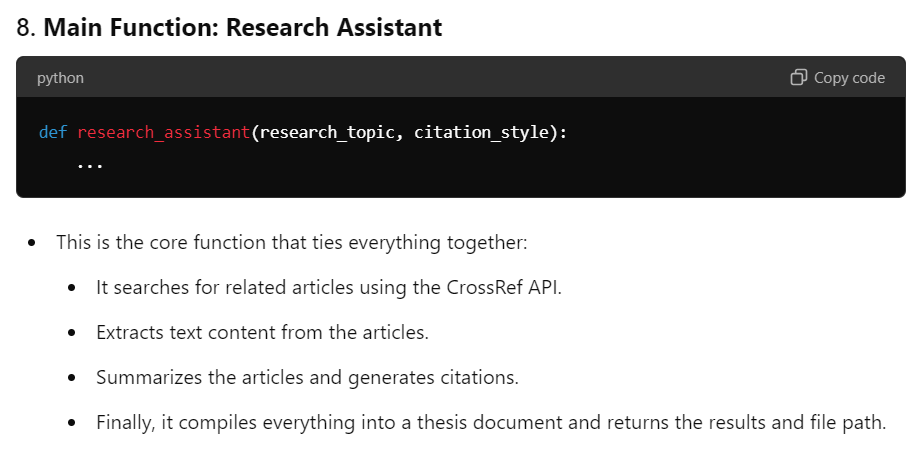 8. Main Function: Research Assistant
python
Copy code
def research_assistant(research_topic, citation_style):
...
This is the core function that ties everything together:
It searches for related articles using the CrossRef API.
Extracts text content from the articles.
Summarizes the articles and generates citations.
Finally, it compiles everything into a thesis document and returns the results and file path.